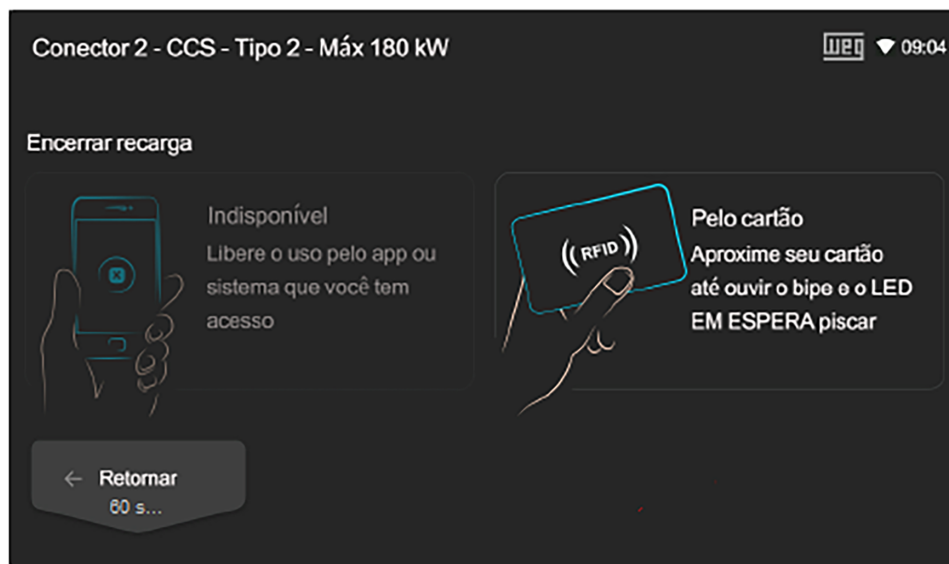 Conector 2 - CCS - Tipo 2 - Máx 180 kW
weg 09:04
Encerrar recarga
Indisponível
Libere o uso pelo app ou
sistema que você tem
acesso
RFID
Pelo cartão
Aproxime seu cartão
até ouvir o bipe e o LED
EM ESPERA piscar
← Retornar
60 s...